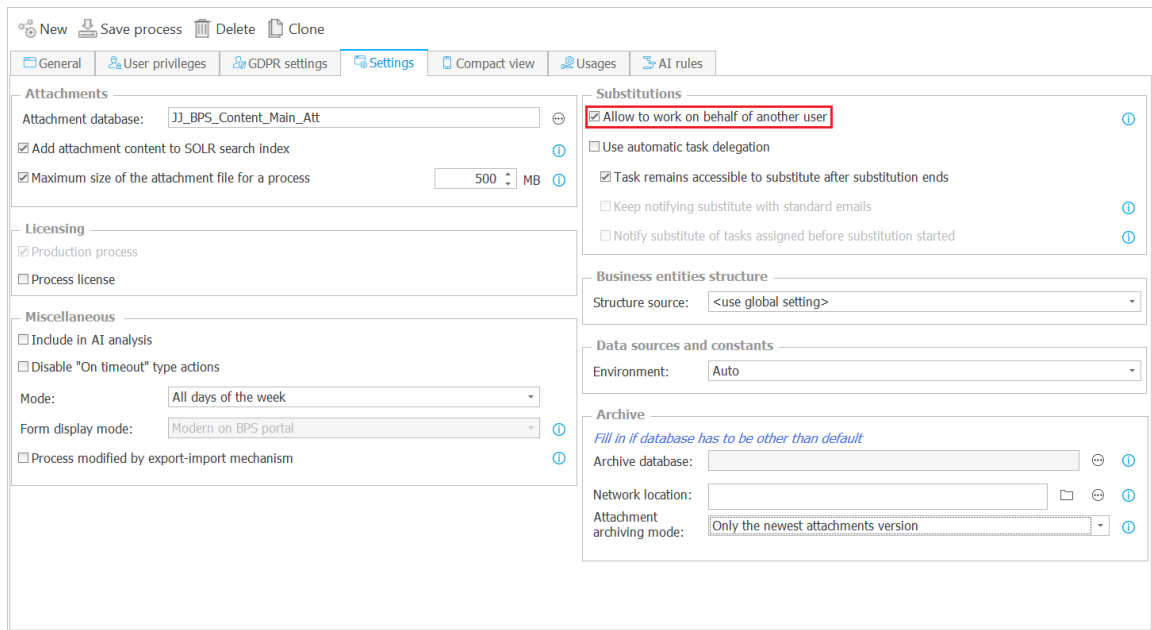 New Save process Delete Clone
General User privileges GDPR settings Settings Compact view Usages AI rules
Attachments
Attachment database: JJ_BPS_Content_Main_Att
Add attachment content to SOLR search index
Maximum size of the attachment file for a process 500 MB
Licensing
Production process
Process license
Miscellaneous
Include in AI analysis
Disable "On timeout" type actions
Mode: All days of the week
Form display mode: Modern on BPS portal
Process modified by export-import mechanism
Substitutions
Allow to work on behalf of another user
Use automatic task delegation
Task remains accessible to substitute after substitution ends
Keep notifying substitute with standard emails
Notify substitute of tasks assigned before substitution started
Business entities structure
Structure source: <use global setting>
Data sources and constants
Environment: Auto
Archive
Fill in if database has to be other than default
Archive database:
Network location:
Attachment
archiving mode: Only the newest attachments version